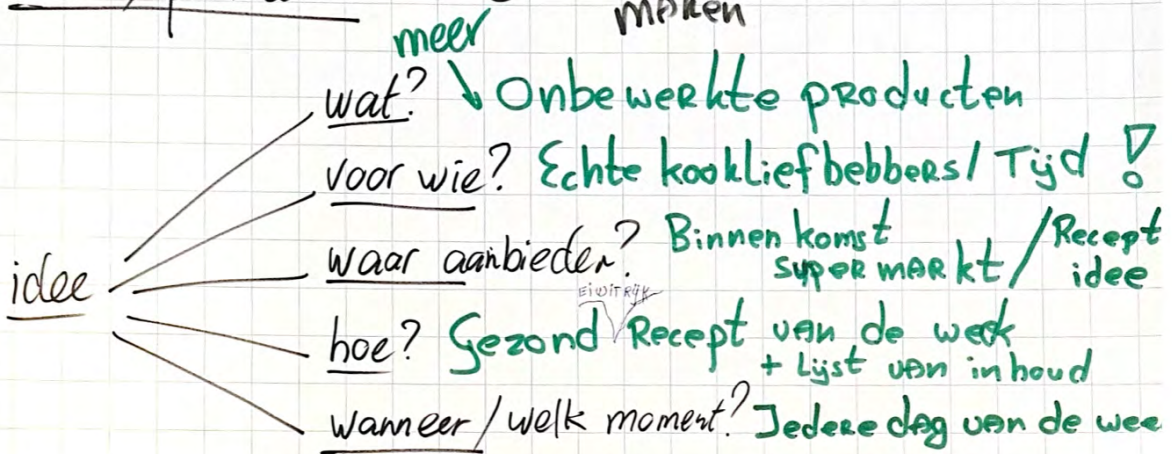 maken
meer
wat? ↓ Onbewerkte producten
voor wie? Echte kookliefbebbers / Tijd !
waar aanbieden? Binnenkomst supermarkt / Recept idee
EiWITRIJK
idee
hoe? Gezond Recept van de week
+ Lijst van inhoud
wanneer / welk moment? Iedere dag van de wee